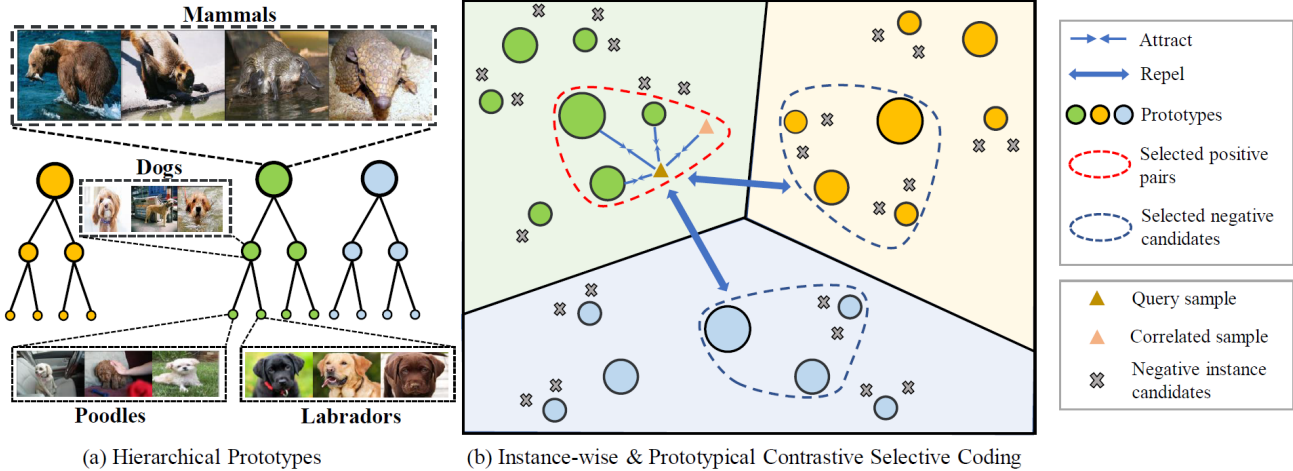 Mammals
Dogs
Poodles
Labradors
(a) Hierarchical Prototypes
(b) Instance-wise & Prototypical Contrastive Selective Coding
Attract
Repel
Prototypes
Selected positive
pairs
Selected negative
candidates
Query sample
Correlated sample
Negative instance
candidates